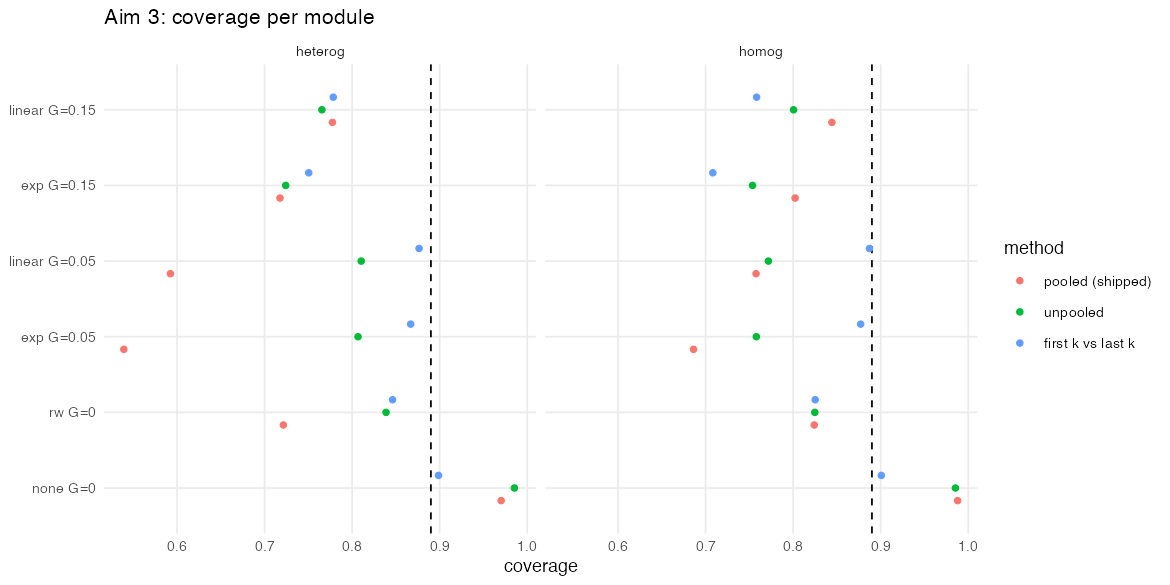 Aim 3: coverage per module
heterog
homog
linear G=0.15
exp G=0.15
linear G=0.05
exp G=0.05
rw G=0
none G=0
0.6 0.7 0.8 0.9 1.0
0.6 0.7 0.8 0.9 1.0
coverage
method
pooled (shipped)
unpooled
first k vs last k